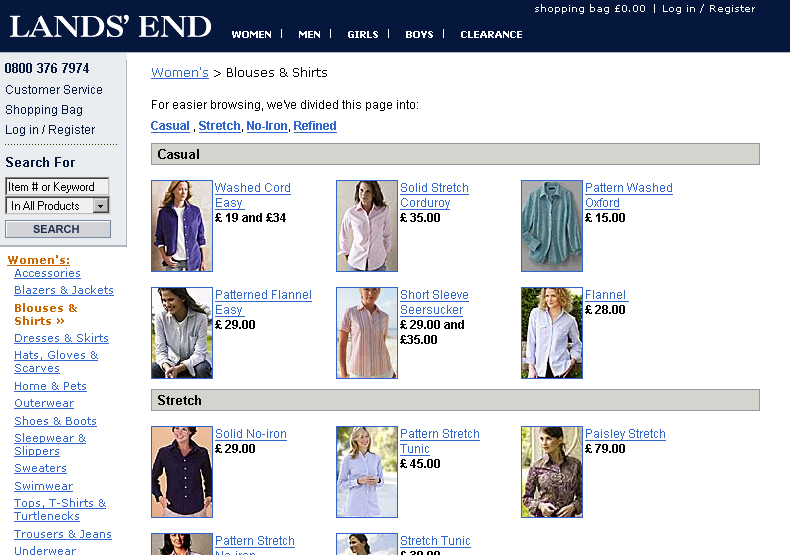 shopping bag £0.00 | Log in / Register
LANDS' END
WOMEN | MEN | GIRLS | BOYS | CLEARANCE
0800 376 7974
Customer Service
Shopping Bag
Log in / Register
Search For
Item # or Keyword
In All Products
SEARCH
Women's:
Accessories
Blazers & Jackets
Blouses &
Shirts »
Dresses & Skirts
Hats, Gloves &
Scarves
Home & Pets
Outerwear
Shoes & Boots
Sleepwear &
Slippers
Sweaters
Swimwear
Tops, T-Shirts &
Turtlenecks
Trousers & Jeans
Underwear
Women's > Blouses & Shirts
For easier browsing, we've divided this page into:
Casual , Stretch, No-Iron, Refined
Casual
Washed Cord
Easy
£ 19 and £34
Solid Stretch
Corduroy
£ 35.00
Pattern Washed
Oxford
£ 15.00
Patterned Flannel
Easy
£ 29.00
Short Sleeve
Seersucker
£ 29.00 and
£35.00
Flannel
£ 28.00
Stretch
Solid No-iron
£ 29.00
Pattern Stretch
Tunic
£ 45.00
Paisley Stretch
£ 79.00
Pattern Stretch
No-iron
Stretch Tunic